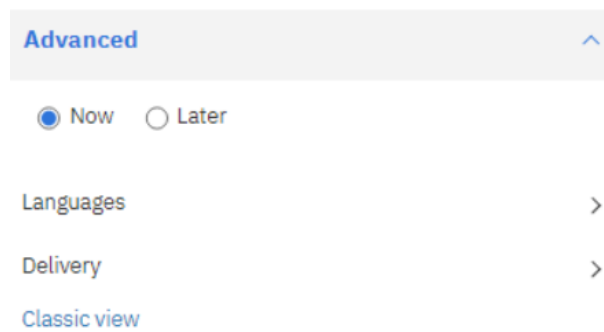 Advanced
Now Later
Languages
Delivery
Classic view